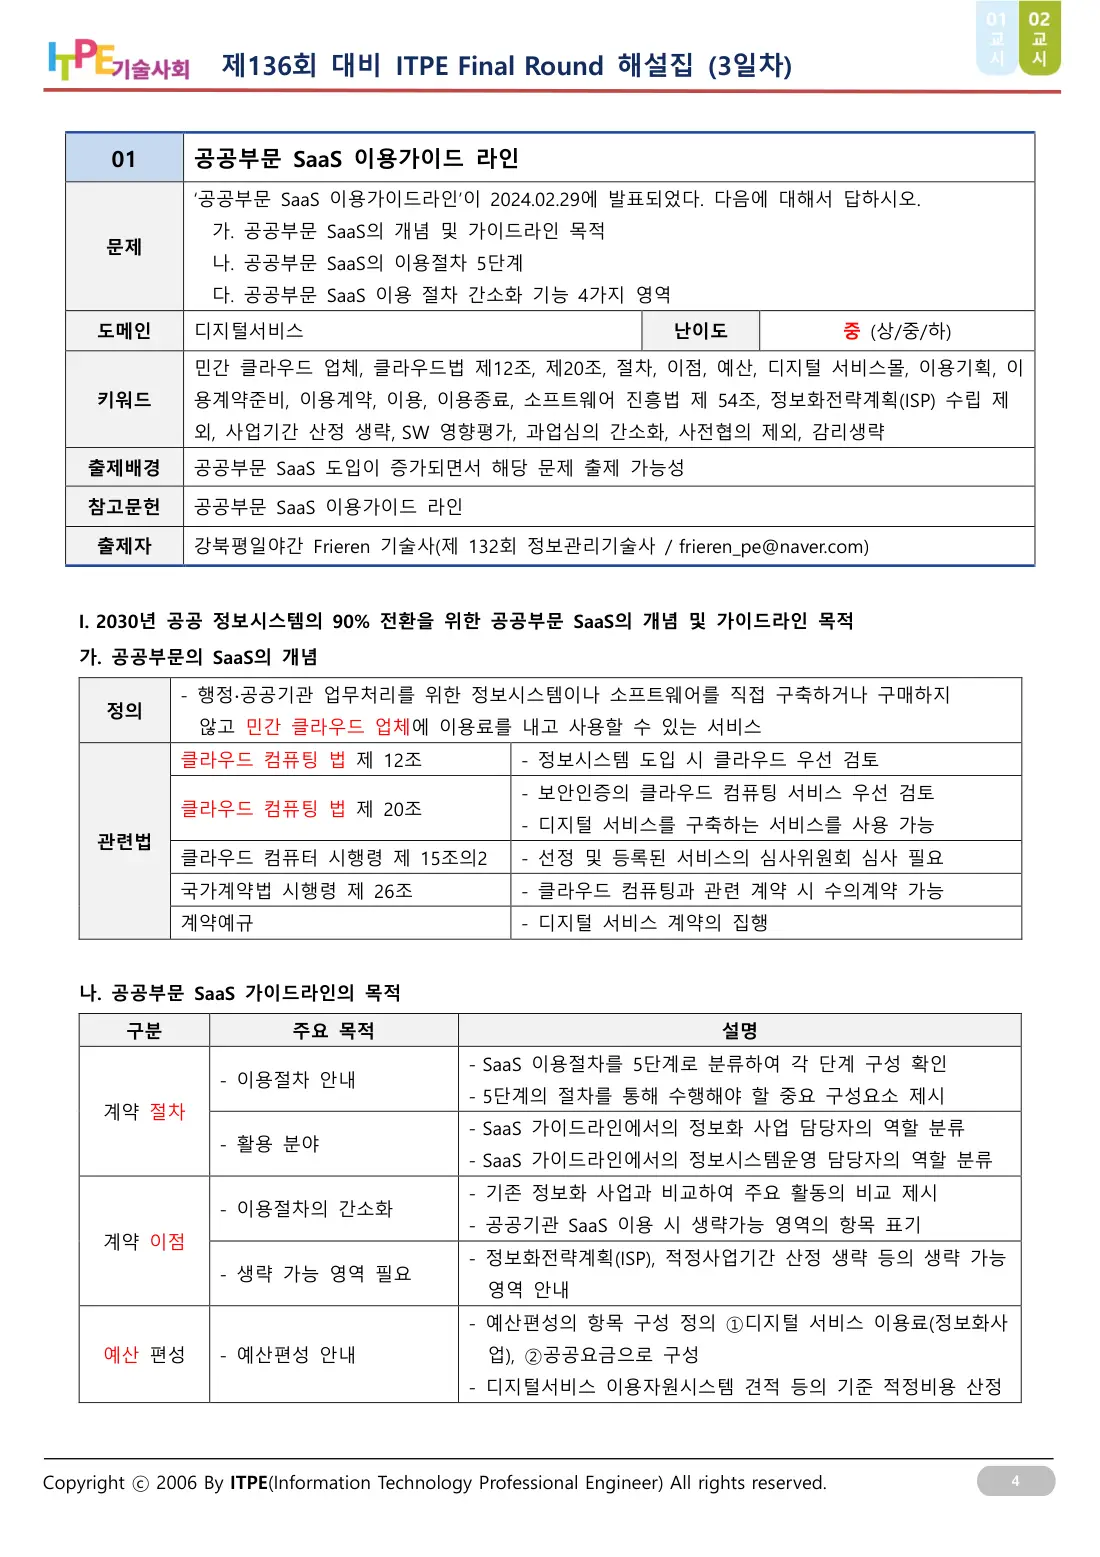 01
교
시
02
교
시
ITPE기술사회
제136회 대비 ITPE Final Round 해설집 (3일차)
01
공공부문 SaaS 이용가이드 라인
문제
‘공공부문 SaaS 이용가이드라인’이 2024.02.29에 발표되었다. 다음에 대해서 답하시오.
가. 공공부문 SaaS의 개념 및 가이드라인 목적
나. 공공부문 SaaS의 이용절차 5단계
다. 공공부문 SaaS 이용 절차 간소화 기능 4가지 영역
도메인
디지털서비스
난이도
중 (상/중/하)
키워드
민간 클라우드 업체, 클라우드법 제12조, 제20조, 절차, 이점, 예산, 디지털 서비스몰, 이용기획, 이
용계약준비, 이용계약, 이용, 이용종료, 소프트웨어 진흥법 제 54조, 정보화전략계획(ISP) 수립 제
외, 사업기간 산정 생략, SW 영향평가, 과업심의 간소화, 사전협의 제외, 감리생략
출제배경
공공부문 SaaS 도입이 증가되면서 해당 문제 출제 가능성
참고문헌
공공부문 SaaS 이용가이드 라인
출제자
강북평일야간 Frieren 기술사(제 132회 정보관리기술사 / frieren_pe@naver.com)
I. 2030년 공공 정보시스템의 90% 전환을 위한 공공부문 SaaS의 개념 및 가이드라인 목적
가. 공공부문의 SaaS의 개념
정의
- 행정·공공기관 업무처리를 위한 정보시스템이나 소프트웨어를 직접 구축하거나 구매하지
않고 민간 클라우드 업체에 이용료를 내고 사용할 수 있는 서비스
관련법
클라우드 컴퓨팅 법 제 12조
- 정보시스템 도입 시 클라우드 우선 검토
클라우드 컴퓨팅 법 제 20조
- 보안인증의 클라우드 컴퓨팅 서비스 우선 검토
- 디지털 서비스를 구축하는 서비스를 사용 가능
클라우드 컴퓨터 시행령 제 15조의2
- 선정 및 등록된 서비스의 심사위원회 심사 필요
국가계약법 시행령 제 26조
- 클라우드 컴퓨팅과 관련 계약 시 수의계약 가능
계약예규
- 디지털 서비스 계약의 집행
나. 공공부문 SaaS 가이드라인의 목적
구분
주요 목적
설명
계약 절차
- 이용절차 안내
- SaaS 이용절차를 5단계로 분류하여 각 단계 구성 확인
- 5단계의 절차를 통해 수행해야 할 중요 구성요소 제시
- 활용 분야
- SaaS 가이드라인에서의 정보화 사업 담당자의 역할 분류
- SaaS 가이드라인에서의 정보시스템운영 담당자의 역할 분류
계약 이점
- 이용절차의 간소화
- 기존 정보화 사업과 비교하여 주요 활동의 비교 제시
- 공공기관 SaaS 이용 시 생략가능 영역의 항목 표기
- 생략 가능 영역 필요
- 정보화전략계획(ISP), 적정사업기간 산정 생략 등의 생략 가능
영역 안내
예산 편성
- 예산편성 안내
- 예산편성의 항목 구성 정의 ①디지털 서비스 이용료(정보화사
업), ②공공요금으로 구성
- 디지털서비스 이용자원시스템 견적 등의 기준 적정비용 산정
Copyright ⓒ 2006 By ITPE(Information Technology Professional Engineer) All rights reserved.
4